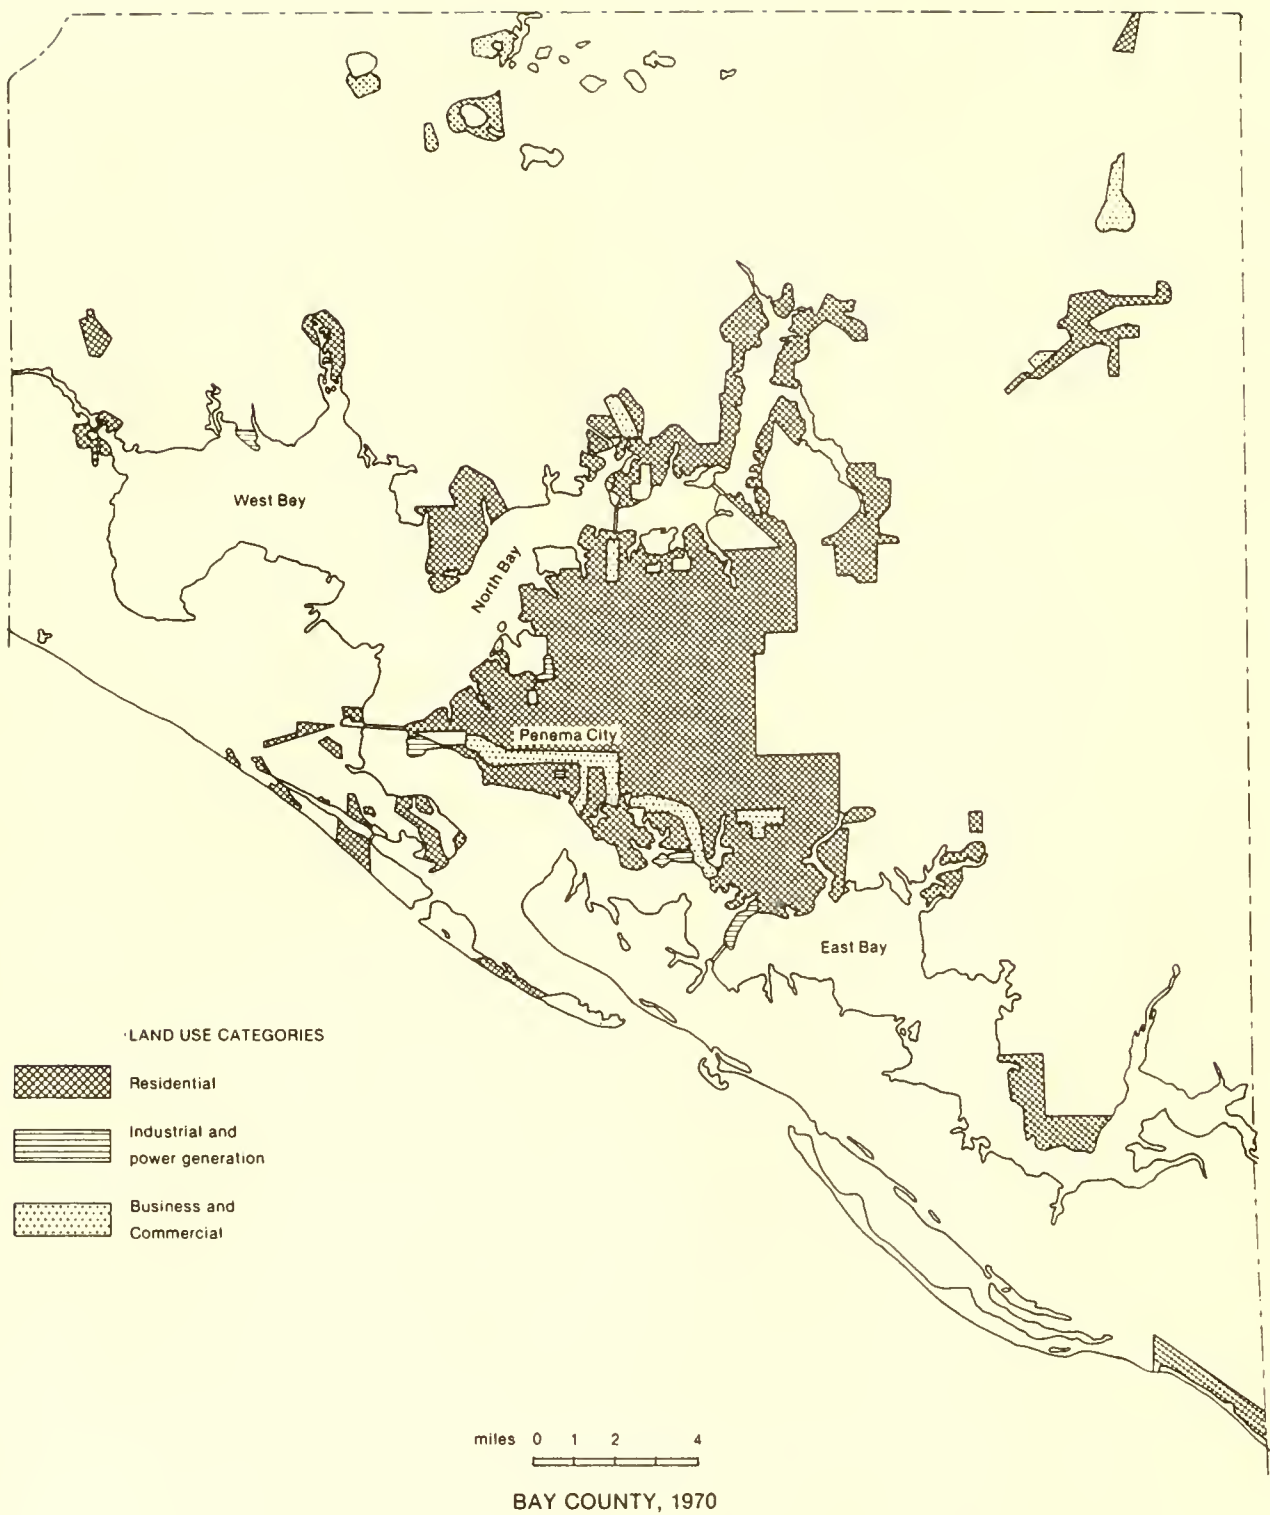 West Bay
North Bay
Penema City
East Bay
LAND USE CATEGORIES
Residential
Industrial and
power generation
Business and
Commercial
miles 0 1 2 4
BAY COUNTY, 1970